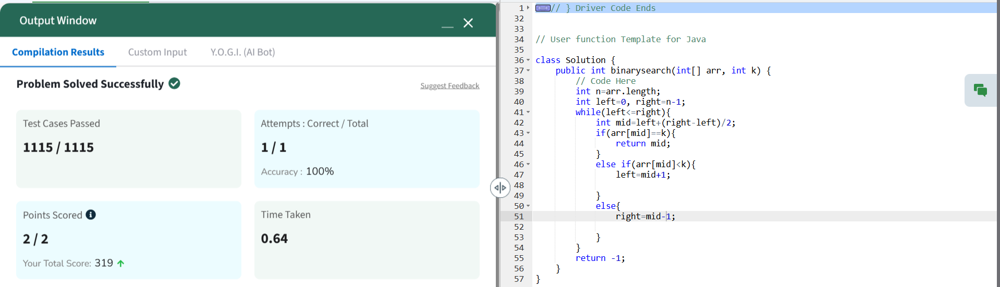 Output Window
Compilation Results
Custom Input
Y.O.G.I. (AI Bot)
Problem Solved Successfully
Suggest Feedback
Test Cases Passed
1115 / 1115
Attempts : Correct / Total
1 / 1
Accuracy : 100%
Points Scored
2 / 2
Your Total Score: 319
Time Taken
0.64
1 // } Driver Code Ends
32
33
34 // User function Template for Java
35
36 class Solution {
37     public int binarysearch(int[] arr, int k) {
38         // Code Here
39         int n=arr.length;
40         int left=0, right=n-1;
41         while(left<=right){
42             int mid=left+(right-left)/2;
43             if(arr[mid]==k){
44                 return mid;
45             }
46             else if(arr[mid]<k){
47                 left=mid+1;
48
49             }
50             else{
51                 right=mid-1;
52
53             }
54         }
55         return -1;
56     }
57 }